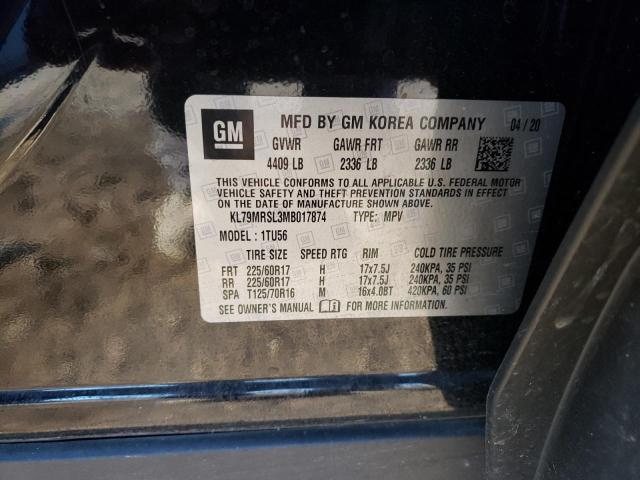 GM
MFD BY GM KOREA COMPANY 04/20
GVWR GAWR FRT GAWR RR
4409 LB 2336 LB 2336 LB
THIS VEHICLE CONFORMS TO ALL APPLICABLE U.S. FEDERAL MOTOR
VEHICLE SAFETY AND THEFT PREVENTION STANDARDS IN EFFECT
ON THE DATE OF MANUFACTURE SHOWN ABOVE.
KL79MRSL3MB017874 TYPE: MPV
MODEL : 1TU56
TIRE SIZE SPEED RTG RIM COLD TIRE PRESSURE
FRT 225/60R17 H 17x7.5J 240KPA, 35 PSI
RR 225/60R17 H 17x7.5J 240KPA, 35 PSI
SPA T125/70R16 M 16x4.0BT 420KPA, 60 PSI
SEE OWNER'S MANUAL FOR MORE INFORMATION.